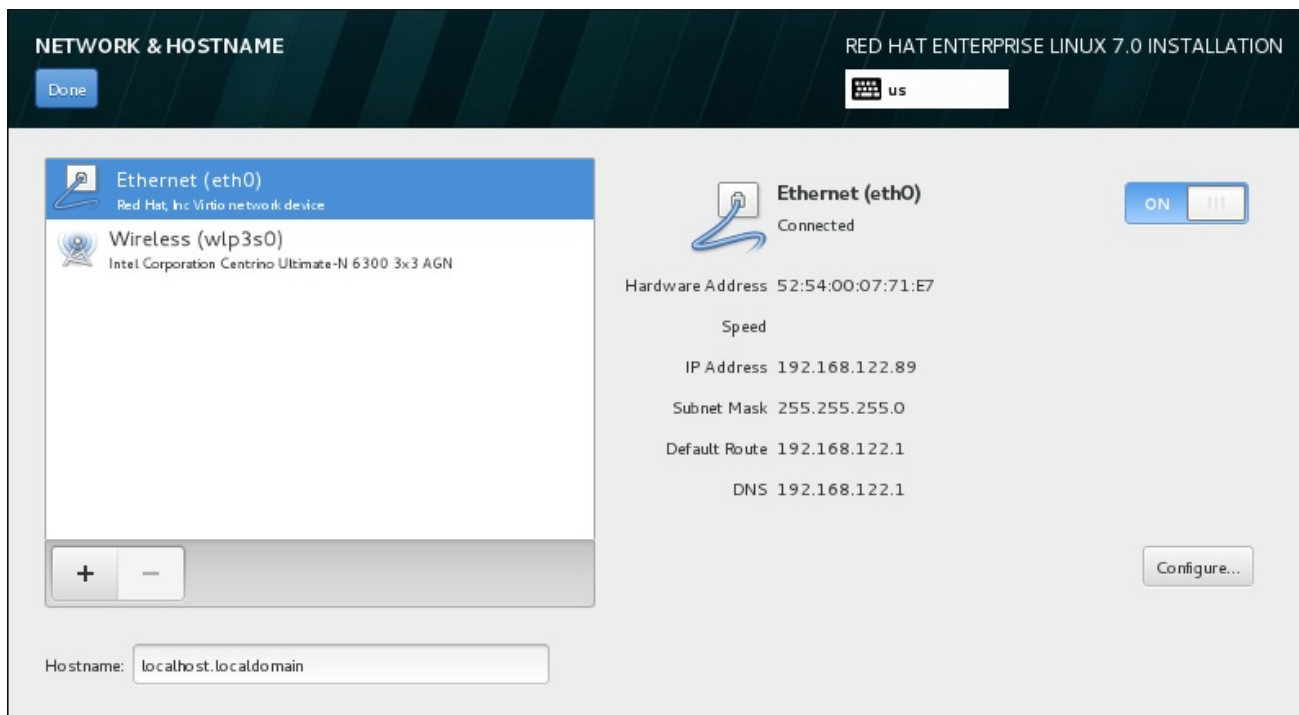 NETWORK & HOSTNAME
RED HAT ENTERPRISE LINUX 7.0 INSTALLATION
Done
us
Ethernet (eth0)
Red Hat, Inc Virtio network device
Wireless (wlp3s0)
Intel Corporation Centrino Ultimate-N 6300 3x3 AGN
Ethernet (eth0)
Connected
ON
Hardware Address 52:54:00:07:71:E7
Speed
IP Address 192.168.122.89
Subnet Mask 255.255.255.0
Default Route 192.168.122.1
DNS 192.168.122.1
+ −
Configure...
Hostname: localhost.localdomain